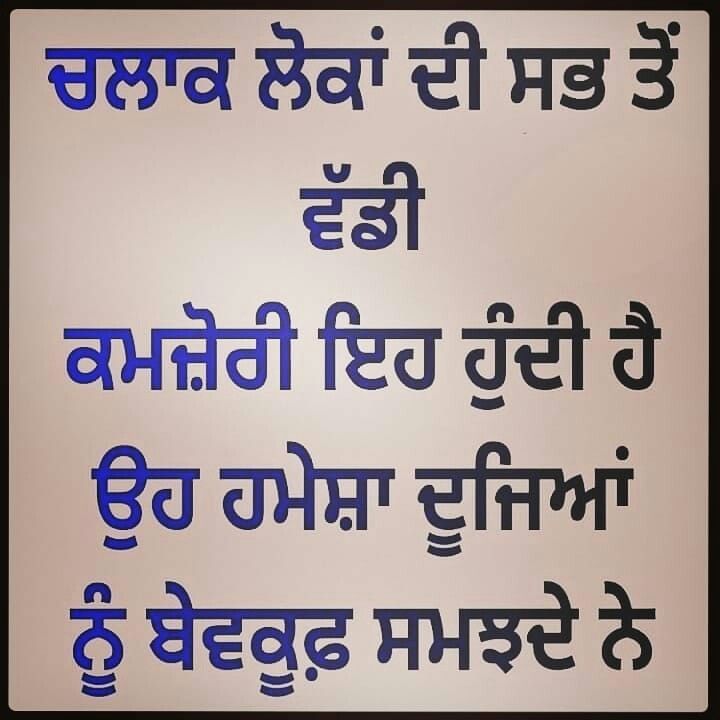 ਚਲਾਕ ਲੋਕਾਂ ਦੀ ਸਭ ਤੋਂ
ਵੱਡੀ
ਕਮਜ਼ੋਰੀ ਇਹ ਹੁੰਦੀ ਹੈ
ਉਹ ਹਮੇਸ਼ਾ ਦੂਜਿਆਂ
ਨੂੰ ਬੇਵਕੂਫ਼ ਸਮਝਦੇ ਨੇ